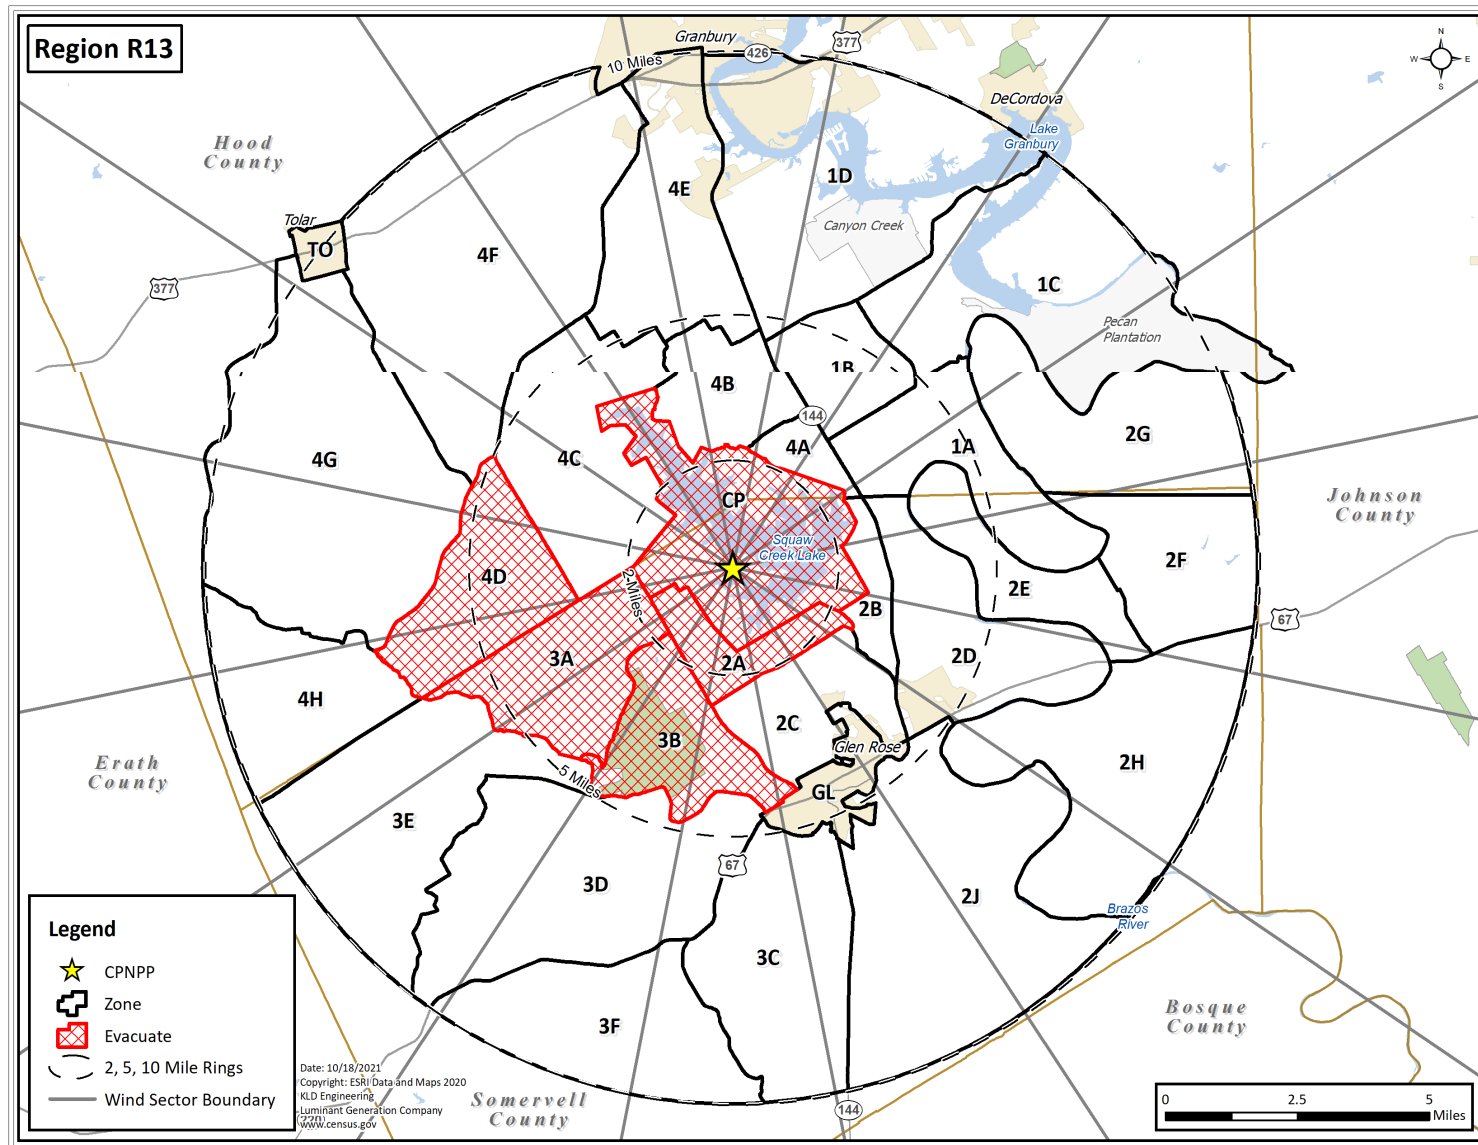 Region R13
Granbury
426
377
10 Miles
N
W
E
S
DeCordova
Lake
Granbury
Hood
County
4E
1D
Tolar
TO
4F
Canyon Creek
377
1C
Pecan
Plantation
1B
4B
144
4A
1A
2G
4G
4C
CP
Johnson
County
Squaw
Creek Lake
2F
4D
2-Miles
2E
2B
67
3A
2A
2D
4H
2C
3B
Glen Rose
Erath
County
5 Miles
GL
2H
3E
67
3D
2J
Brazos
River
3C
Bosque
County
3F
Legend
CPNPP
Zone
Evacuate
2, 5, 10 Mile Rings
Wind Sector Boundary
Date: 10/18/2021
Copyright: ESRI Data and Maps 2020
KLD Engineering
Luminant Generation Company
www.census.gov
220
Somervell
County
144
0
2.5
5
Miles